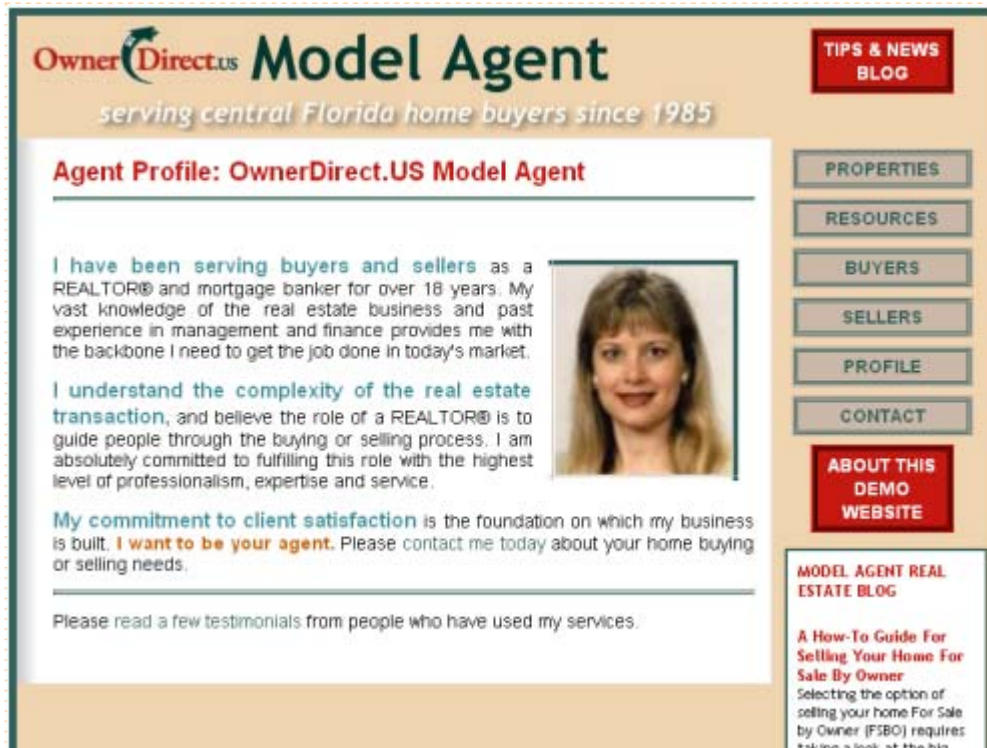 OwnerDirect.us Model Agent
serving central Florida home buyers since 1985
TIPS & NEWS
BLOG
Agent Profile: OwnerDirect.US Model Agent
I have been serving buyers and sellers as a
REALTOR® and mortgage banker for over 18 years. My
vast knowledge of the real estate business and past
experience in management and finance provides me with
the backbone I need to get the job done in today's market.
I understand the complexity of the real estate
transaction, and believe the role of a REALTOR® is to
guide people through the buying or selling process. I am
absolutely committed to fulfilling this role with the highest
level of professionalism, expertise and service.
My commitment to client satisfaction is the foundation on which my business
is built. I want to be your agent. Please contact me today about your home buying
or selling needs.
Please read a few testimonials from people who have used my services.
PROPERTIES
RESOURCES
BUYERS
SELLERS
PROFILE
CONTACT
ABOUT THIS
DEMO
WEBSITE
MODEL AGENT REAL
ESTATE BLOG
A How-To Guide For
Selling Your Home For
Sale By Owner
Selecting the option of
selling your home For Sale
by Owner (FSBO) requires
taking a look at the big